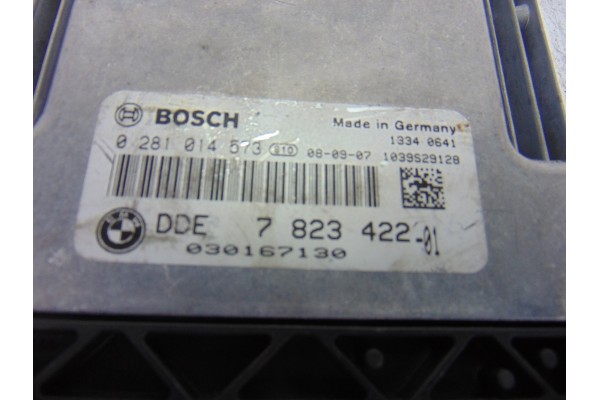 BOSCH
Made in Germany
1334 0641
0 281 014 573 S10 08-09-07 1039S29128
DDE 7 823 422-01
030167130